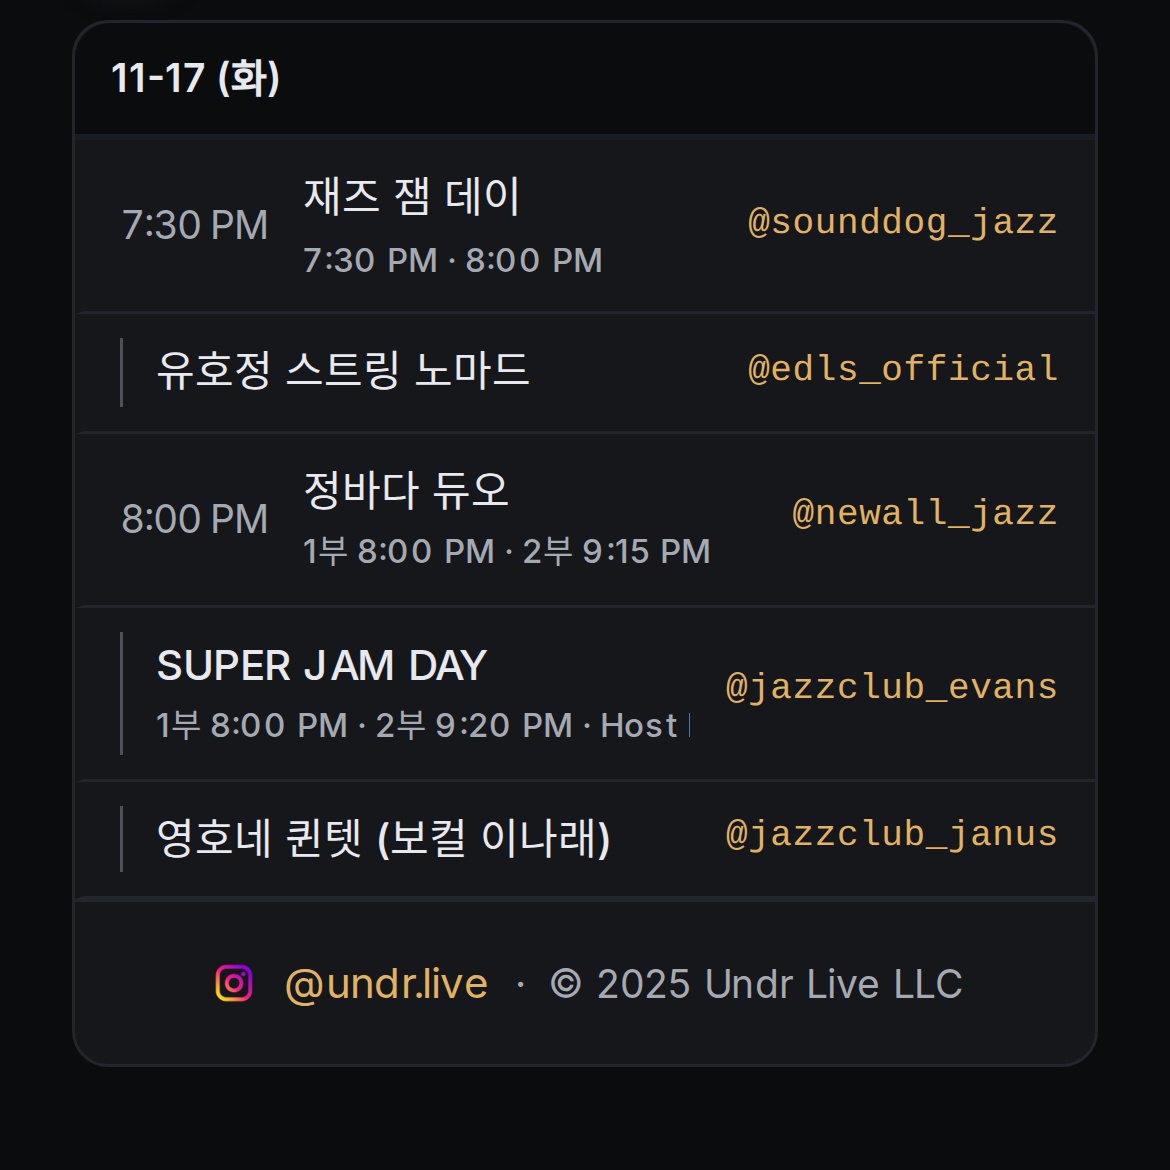 11-17 (화)
7:30 PM
재즈 잼 데이
7:30 PM · 8:00 PM
@sounddog_jazz
유호정 스트링 노마드
@edls_official
8:00 PM
정바다 듀오
1부 8:00 PM · 2부 9:15 PM
@newall_jazz
SUPER JAM DAY
1부 8:00 PM · 2부 9:20 PM · Host
@jazzclub_evans
영호네 퀸텟 (보컬 이나래)
@jazzclub_janus
@undr.live · © 2025 Undr Live LLC